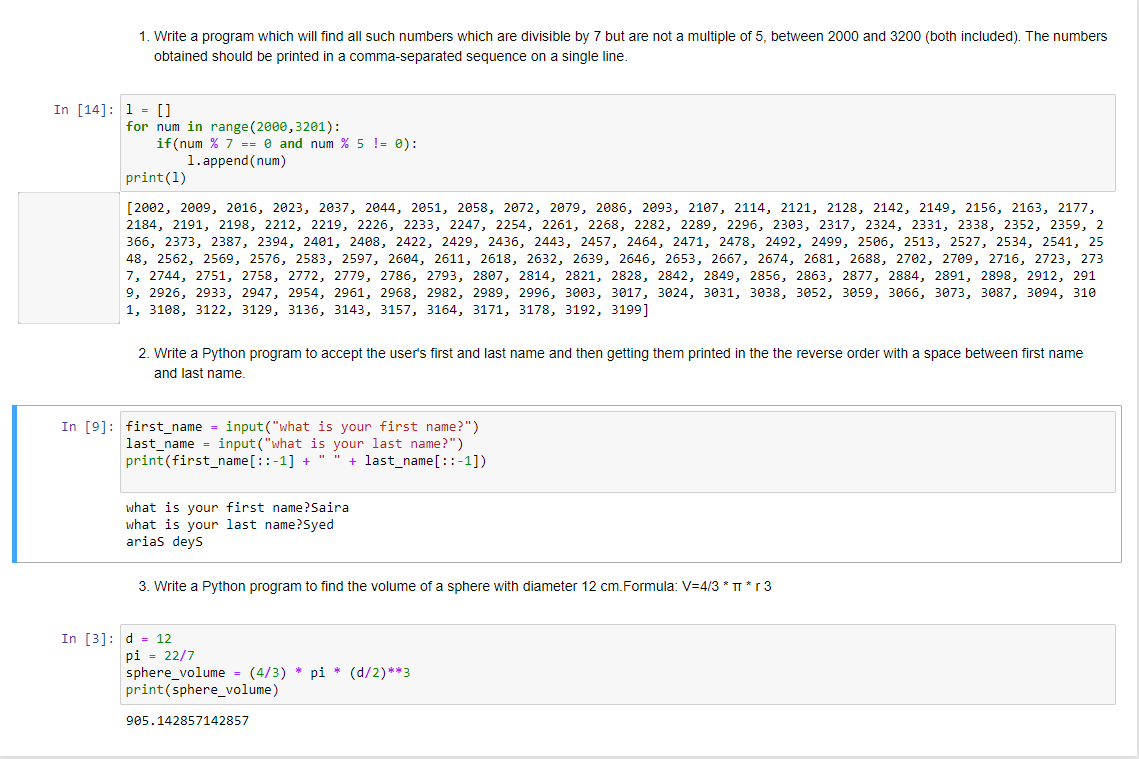 1. Write a program which will find all such numbers which are divisible by 7 but are not a multiple of 5, between 2000 and 3200 (both included). The numbers
obtained should be printed in a comma-separated sequence on a single line.
In [14]: l = []
for num in range(2000,3201):
    if(num % 7 == 0 and num % 5 != 0):
        l.append(num)
print(l)
[2002, 2009, 2016, 2023, 2037, 2044, 2051, 2058, 2072, 2079, 2086, 2093, 2107, 2114, 2121, 2128, 2142, 2149, 2156, 2163, 2177,
2184, 2191, 2198, 2212, 2219, 2226, 2233, 2247, 2254, 2261, 2268, 2282, 2289, 2296, 2303, 2317, 2324, 2331, 2338, 2352, 2359, 2
366, 2373, 2387, 2394, 2401, 2408, 2422, 2429, 2436, 2443, 2457, 2464, 2471, 2478, 2492, 2499, 2506, 2513, 2527, 2534, 2541, 25
48, 2562, 2569, 2576, 2583, 2597, 2604, 2611, 2618, 2632, 2639, 2646, 2653, 2667, 2674, 2681, 2688, 2702, 2709, 2716, 2723, 273
7, 2744, 2751, 2758, 2772, 2779, 2786, 2793, 2807, 2814, 2821, 2828, 2842, 2849, 2856, 2863, 2877, 2884, 2891, 2898, 2912, 291
9, 2926, 2933, 2947, 2954, 2961, 2968, 2982, 2989, 2996, 3003, 3017, 3024, 3031, 3038, 3052, 3059, 3066, 3073, 3087, 3094, 310
1, 3108, 3122, 3129, 3136, 3143, 3157, 3164, 3171, 3178, 3192, 3199]
2. Write a Python program to accept the user's first and last name and then getting them printed in the the reverse order with a space between first name
and last name.
In [9]: first_name = input("what is your first name?")
last_name = input("what is your last name?")
print(first_name[::-1] + " " + last_name[::-1])
what is your first name?Saira
what is your last name?Syed
ariaS deyS
3. Write a Python program to find the volume of a sphere with diameter 12 cm.Formula: V=4/3 * π * r 3
In [3]: d = 12
pi = 22/7
sphere_volume = (4/3) * pi * (d/2)**3
print(sphere_volume)
905.142857142857